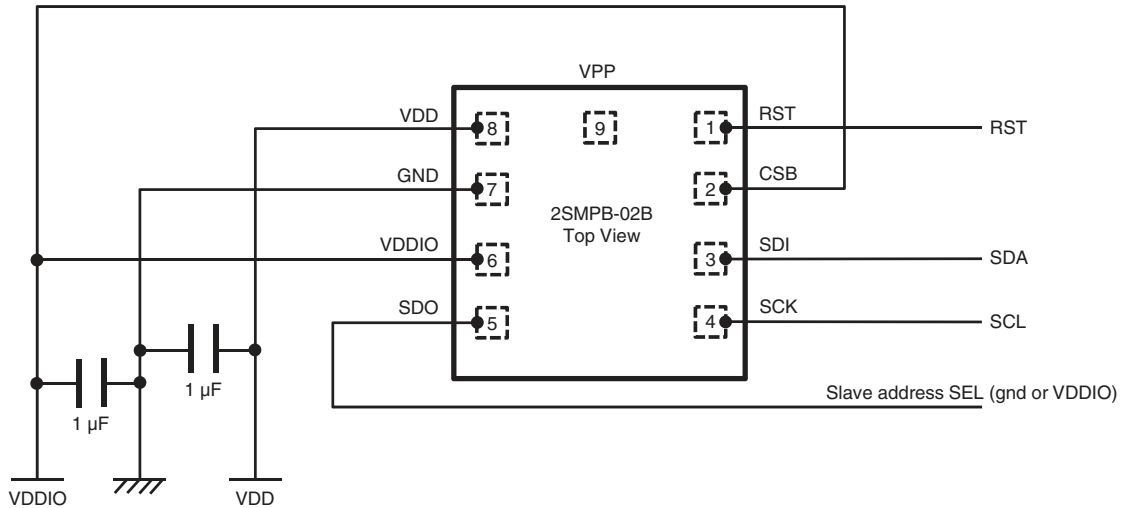 VPP
VDD
8
9
1
RST
RST
GND
7
2
CSB
2SMPB-02B
Top View
VDDIO
6
3
SDI
SDA
SDO
5
4
SCK
SCL
1 µF
1 µF
Slave address SEL (gnd or VDDIO)
VDDIO
VDD